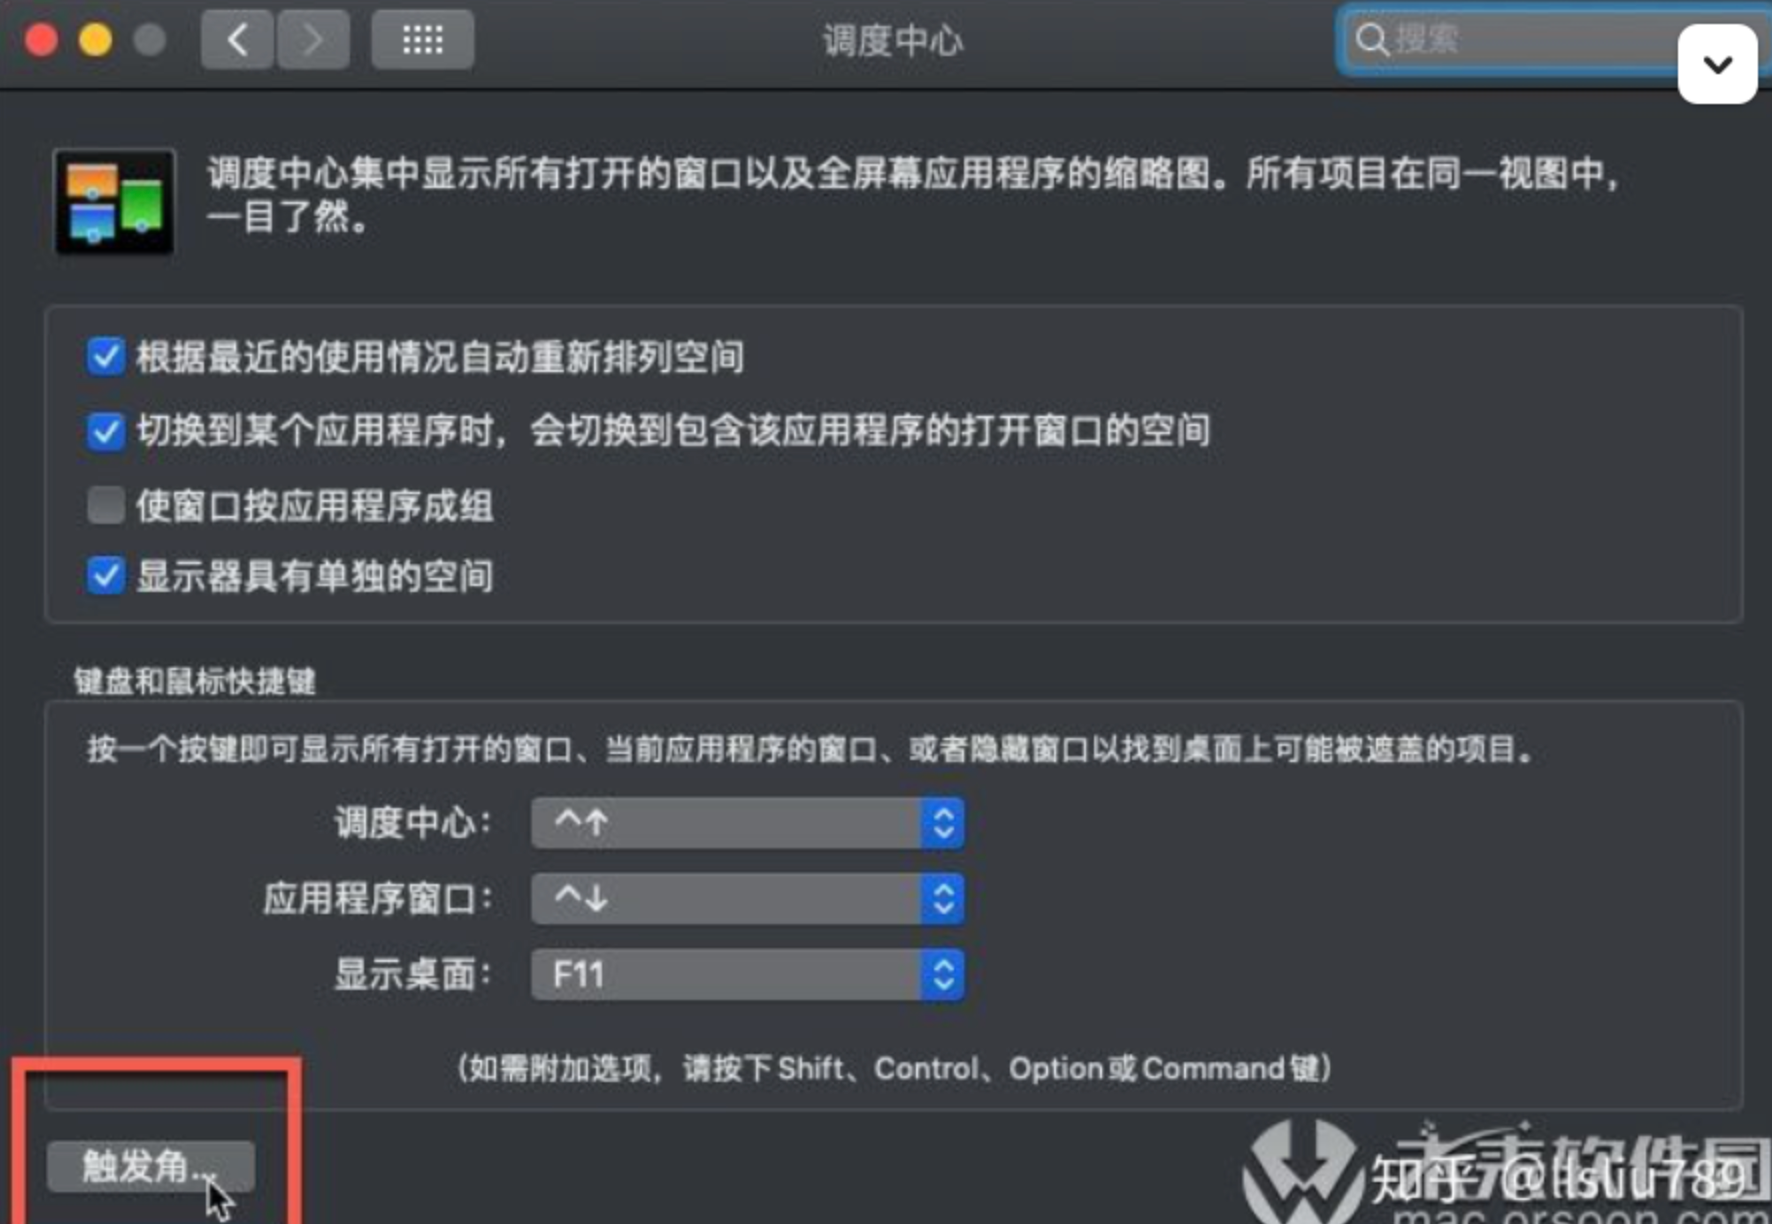 调度中心
搜索
调度中心集中显示所有打开的窗口以及全屏幕应用程序的缩略图。所有项目在同一视图中，
一目了然。
根据最近的使用情况自动重新排列空间
切换到某个应用程序时，会切换到包含该应用程序的打开窗口的空间
使窗口按应用程序成组
显示器具有单独的空间
键盘和鼠标快捷键
按一个按键即可显示所有打开的窗口、当前应用程序的窗口、或者隐藏窗口以找到桌面上可能被遮盖的项目。
调度中心： ^↑
应用程序窗口： ^↓
显示桌面： F11
(如需附加选项，请按下Shift、Control、Option或Command键)
触发角...
未来软件园
知乎 @llsliu789
mac.orsoon.com